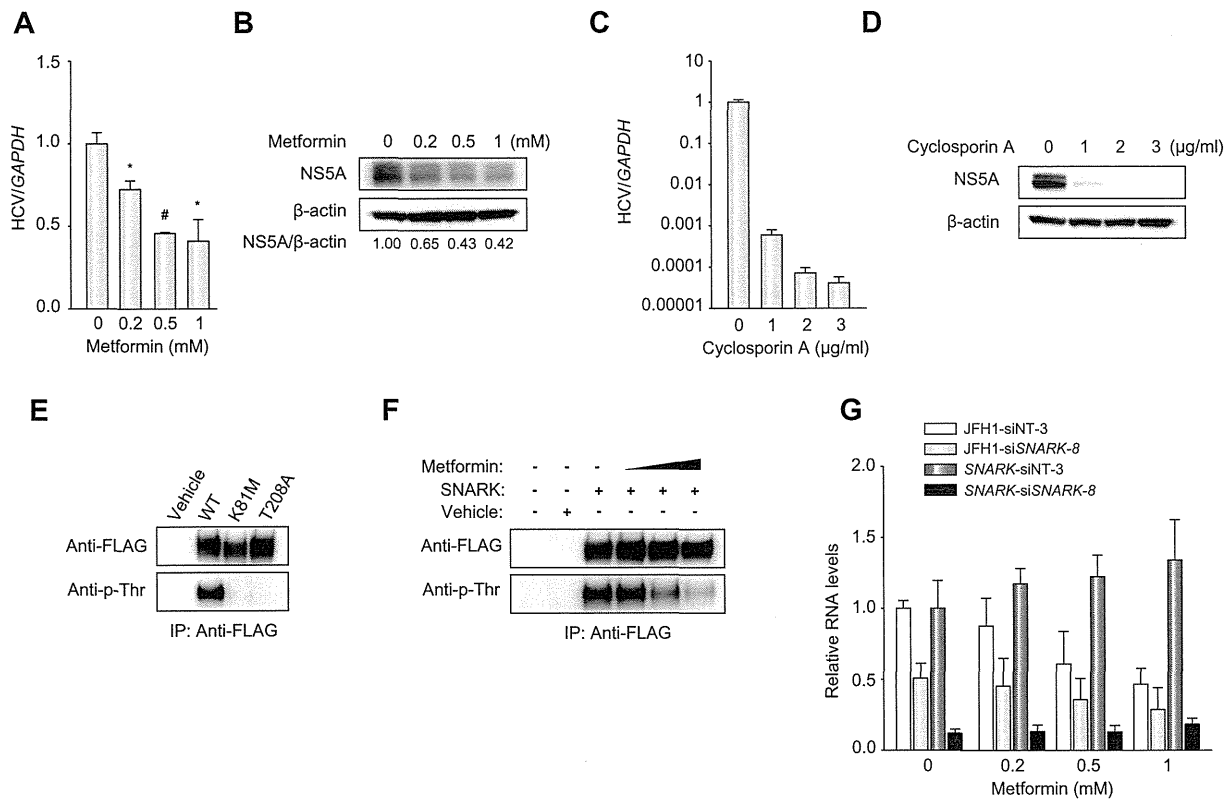 A
HCV/GAPDH
1.5
1.0
0.5
0.0
*
#
*
0 0.2 0.5 1
Metformin (mM)
B
Metformin 0 0.2 0.5 1 (mM)
NS5A
β-actin
NS5A/β-actin 1.00 0.65 0.43 0.42
C
HCV/GAPDH
10
1
0.1
0.01
0.001
0.0001
0.00001
0 1 2 3
Cyclosporin A (μg/ml)
D
Cyclosporin A 0 1 2 3 (μg/ml)
NS5A
β-actin
E
Vehicle WT K81M T208A
Anti-FLAG
Anti-p-Thr
IP: Anti-FLAG
F
Metformin: - - -
SNARK: - - + + + +
Vehicle: - + - - - -
Anti-FLAG
Anti-p-Thr
IP: Anti-FLAG
G
JFH1-siNT-3
JFH1-siSNARK-8
SNARK-siNT-3
SNARK-siSNARK-8
Relative RNA levels
2.0
1.5
1.0
0.5
0.0
0 0.2 0.5 1
Metformin (mM)